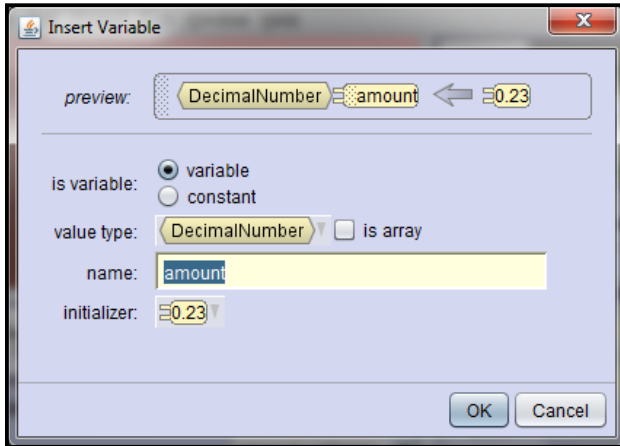 Insert Variable
preview: DecimalNumber amount 0.23
is variable: variable
constant
value type: DecimalNumber is array
name: amount
initializer: 0.23
OK Cancel